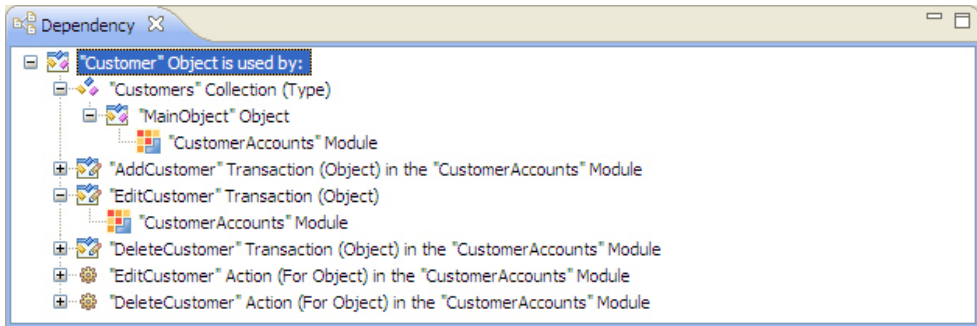 Dependency
"Customer" Object is used by:
"Customers" Collection (Type)
"MainObject" Object
"CustomerAccounts" Module
"AddCustomer" Transaction (Object) in the "CustomerAccounts" Module
"EditCustomer" Transaction (Object)
"CustomerAccounts" Module
"DeleteCustomer" Transaction (Object) in the "CustomerAccounts" Module
"EditCustomer" Action (For Object) in the "CustomerAccounts" Module
"DeleteCustomer" Action (For Object) in the "CustomerAccounts" Module